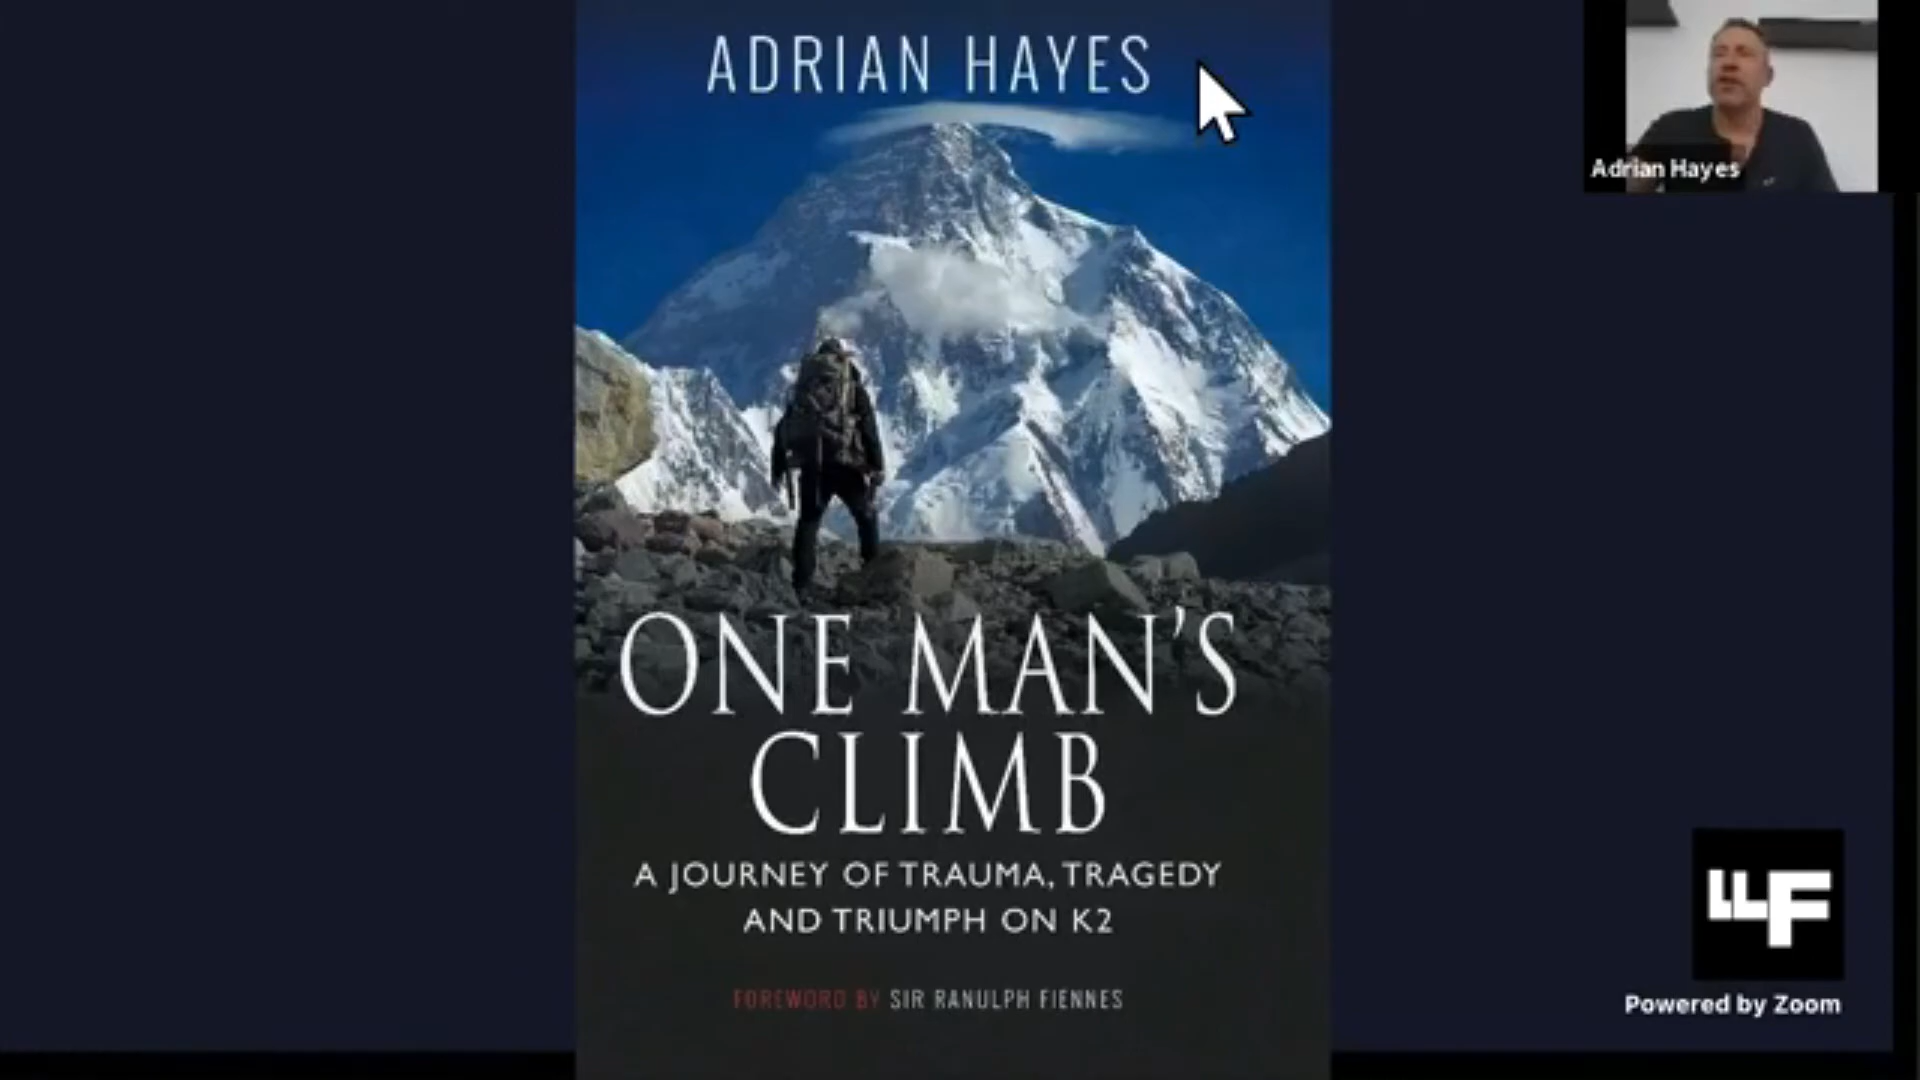 ADRIAN HAYES
Adrian Hayes
ONE MAN'S
CLIMB
A JOURNEY OF TRAUMA, TRAGEDY
AND TRIUMPH ON K2
FOREWORD BY SIR RANULPH FIENNES
LLF
Powered by Zoom